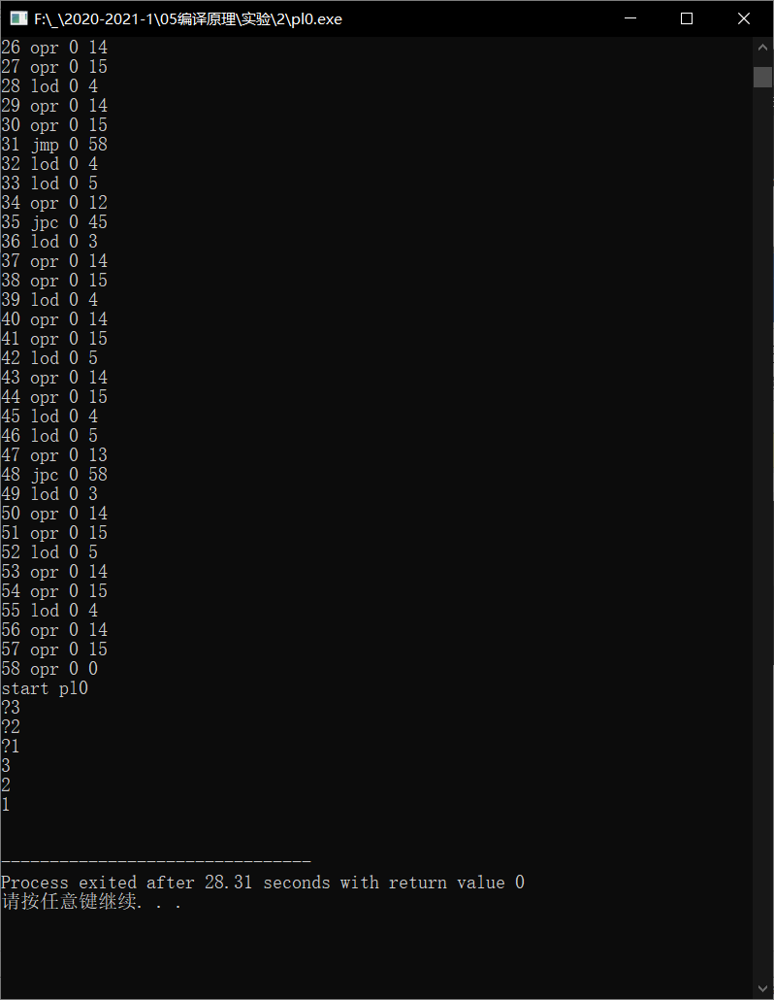 F:\_\2020-2021-1\05编译原理\实验\2\pl0.exe
26 opr 0 14
27 opr 0 15
28 lod 0 4
29 opr 0 14
30 opr 0 15
31 jmp 0 58
32 lod 0 4
33 lod 0 5
34 opr 0 12
35 jpc 0 45
36 lod 0 3
37 opr 0 14
38 opr 0 15
39 lod 0 4
40 opr 0 14
41 opr 0 15
42 lod 0 5
43 opr 0 14
44 opr 0 15
45 lod 0 4
46 lod 0 5
47 opr 0 13
48 jpc 0 58
49 lod 0 3
50 opr 0 14
51 opr 0 15
52 lod 0 5
53 opr 0 14
54 opr 0 15
55 lod 0 4
56 opr 0 14
57 opr 0 15
58 opr 0 0
start pl0
?3
?2
?1
3
2
1
--------------------------------
Process exited after 28.31 seconds with return value 0
请按任意键继续. . .